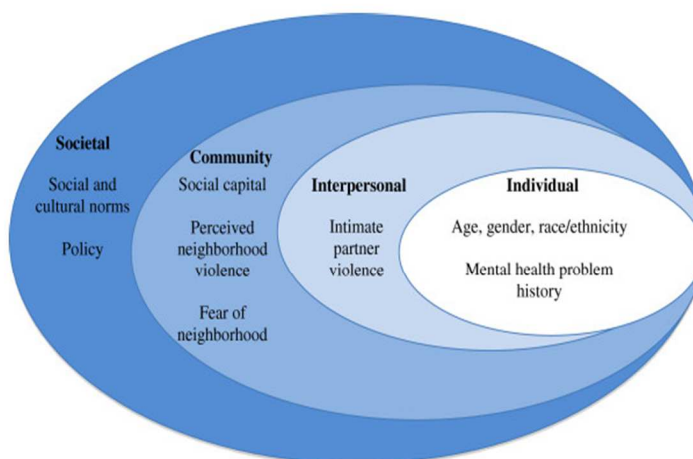 Societal
Social and
cultural norms
Policy
Community
Social capital
Perceived
neighborhood
violence
Fear of
neighborhood
Interpersonal
Intimate
partner
violence
Individual
Age, gender, race/ethnicity
Mental health problem
history